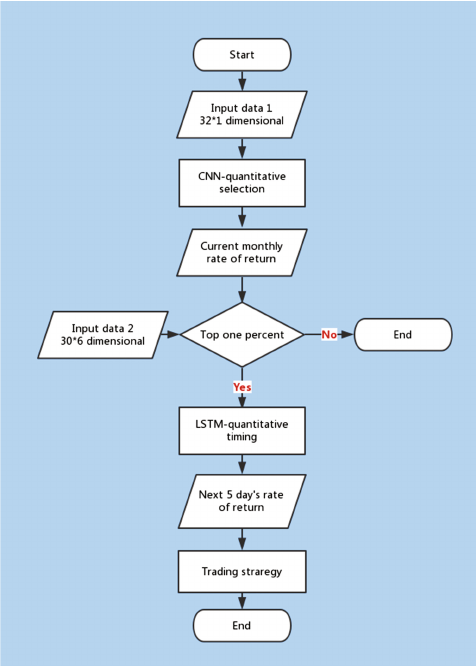 Start
Input data 1
32*1 dimensional
CNN-quantitative
selection
Current monthly
rate of return
Input data 2
30*6 dimensional
Top one percent
No
End
Yes
LSTM-quantitative
timing
Next 5 day's rate
of return
Trading straregy
End